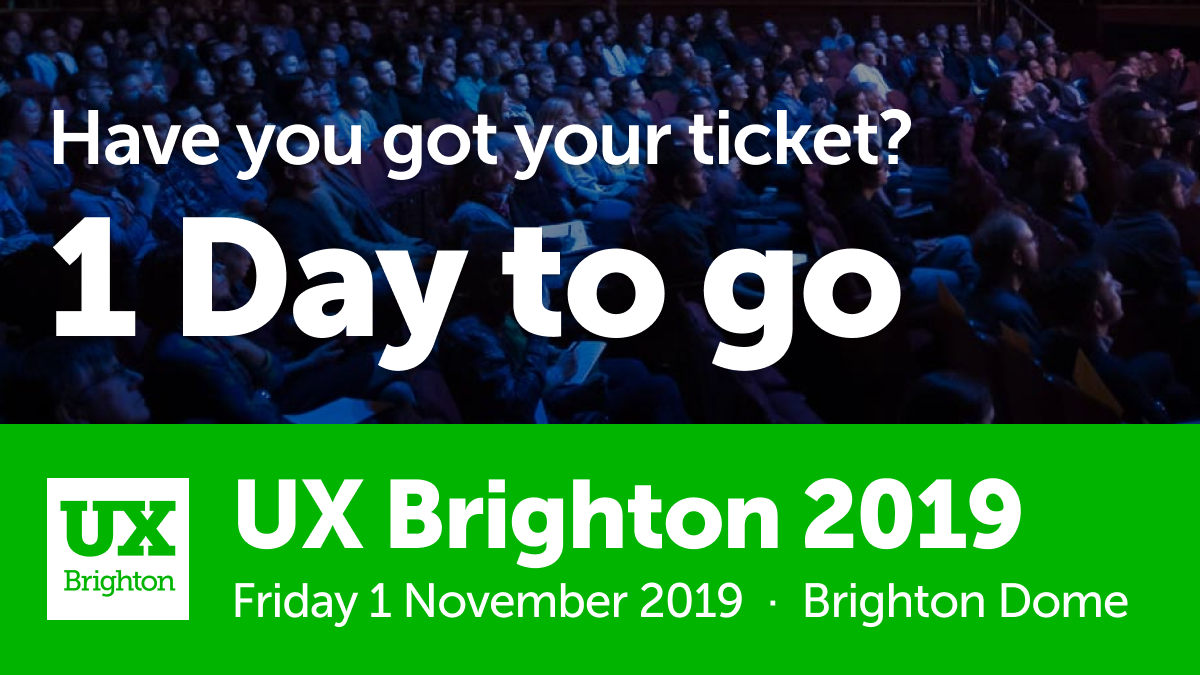 Have you got your ticket?
1 Day to go
UX
Brighton
UX Brighton 2019
Friday 1 November 2019 · Brighton Dome